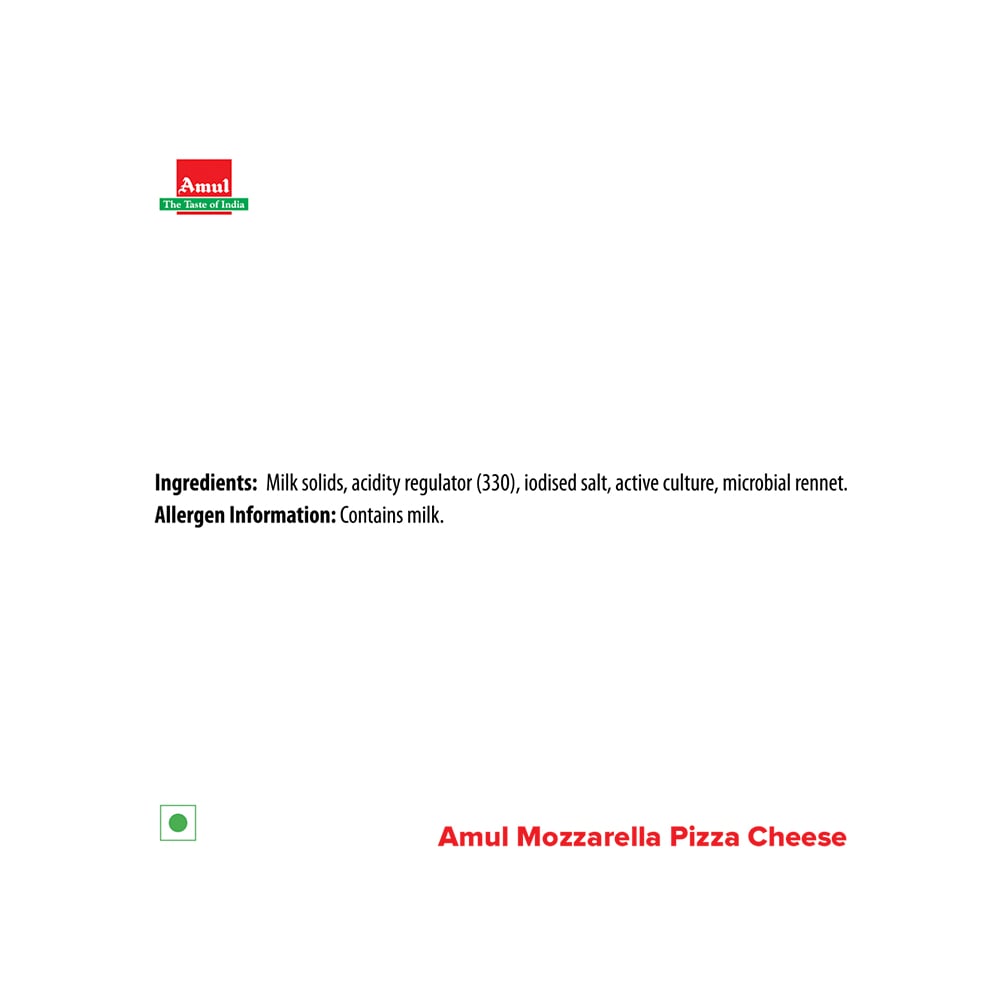 Amul
The Taste of India
Ingredients: Milk solids, acidity regulator (330), iodised salt, active culture, microbial rennet.
Allergen Information: Contains milk.
Amul Mozzarella Pizza Cheese